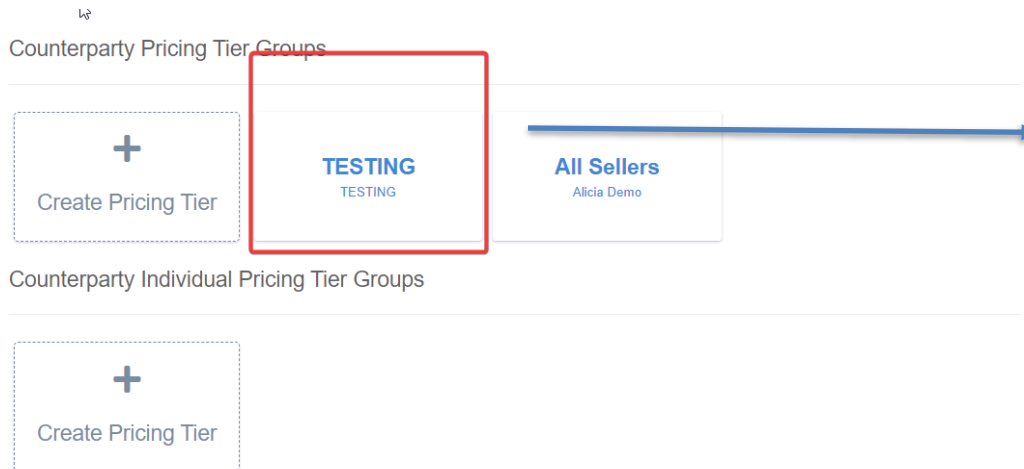 Counterparty Pricing Tier Groups
Create Pricing Tier
TESTING
TESTING
All Sellers
Alicia Demo
Counterparty Individual Pricing Tier Groups
Create Pricing Tier